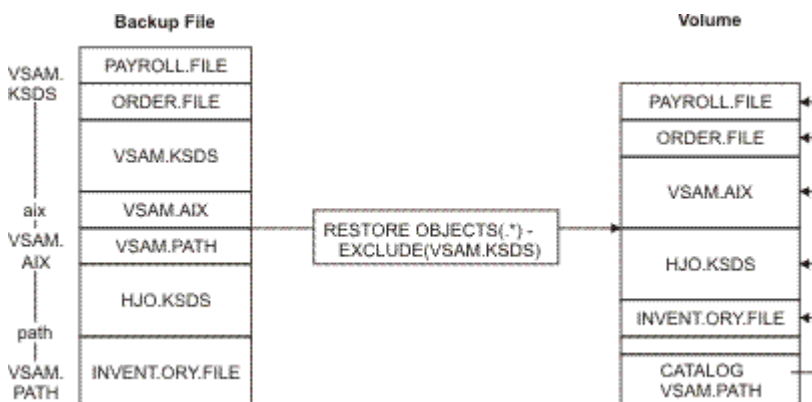 Backup File
Volume
VSAM.
KSDS
aix
VSAM.
AIX
path
VSAM.
PATH
PAYROLL.FILE
ORDER.FILE
VSAM.KSDS
VSAM.AIX
VSAM.PATH
HJO.KSDS
INVENT.ORY.FILE
RESTORE OBJECTS(.*) -
EXCLUDE(VSAM.KSDS)
PAYROLL.FILE
ORDER.FILE
VSAM.AIX
HJO.KSDS
INVENT.ORY.FILE
CATALOG
VSAM.PATH